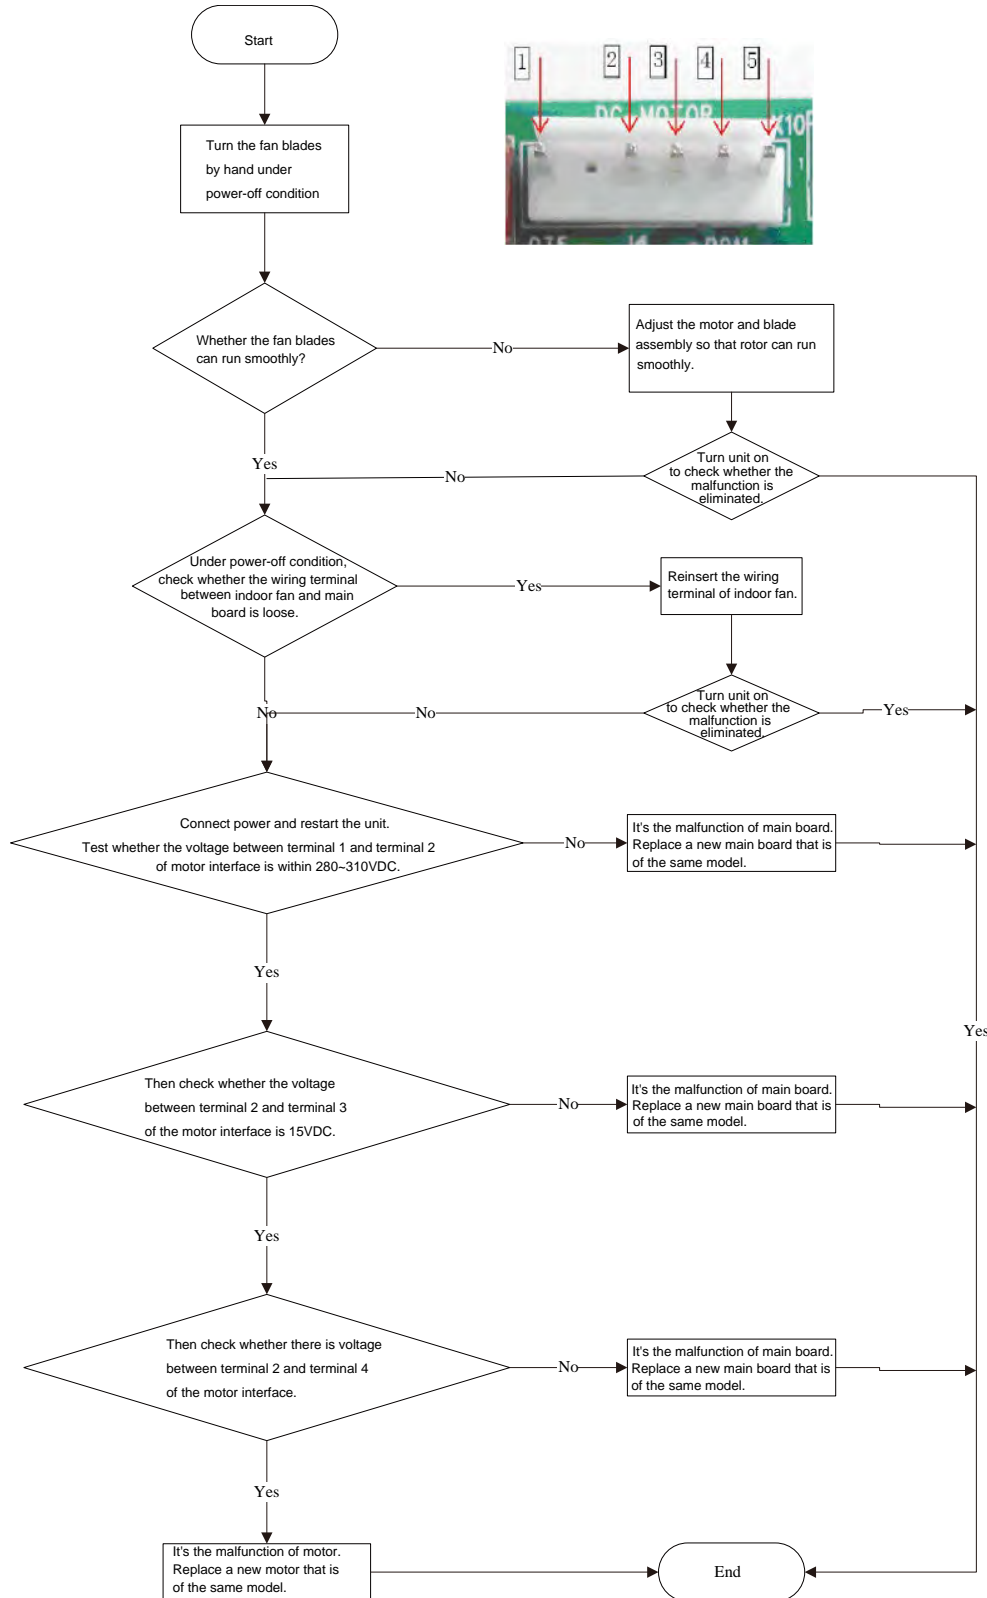 Start
1
2
3
4
5
DC MOTOR
Turn the fan blades
by hand under
power-off condition
Whether the fan blades
can run smoothly?
No
Adjust the motor and blade
assembly so that rotor can run
smoothly.
Yes
Turn unit on
to check whether the
malfunction is
eliminated.
No
Under power-off condition,
check whether the wiring terminal
between indoor fan and main
board is loose.
Yes
Reinsert the wiring
terminal of indoor fan.
No
Turn unit on
to check whether the
malfunction is
eliminated.
No
Yes
Connect power and restart the unit.
Test whether the voltage between terminal 1 and terminal 2
of motor interface is within 280~310VDC.
No
It's the malfunction of main board.
Replace a new main board that is
of the same model.
Yes
Yes
Then check whether the voltage
between terminal 2 and terminal 3
of the motor interface is 15VDC.
No
It's the malfunction of main board.
Replace a new main board that is
of the same model.
Yes
Then check whether there is voltage
between terminal 2 and terminal 4
of the motor interface.
No
It's the malfunction of main board.
Replace a new main board that is
of the same model.
Yes
It's the malfunction of motor.
Replace a new motor that is
of the same model.
End